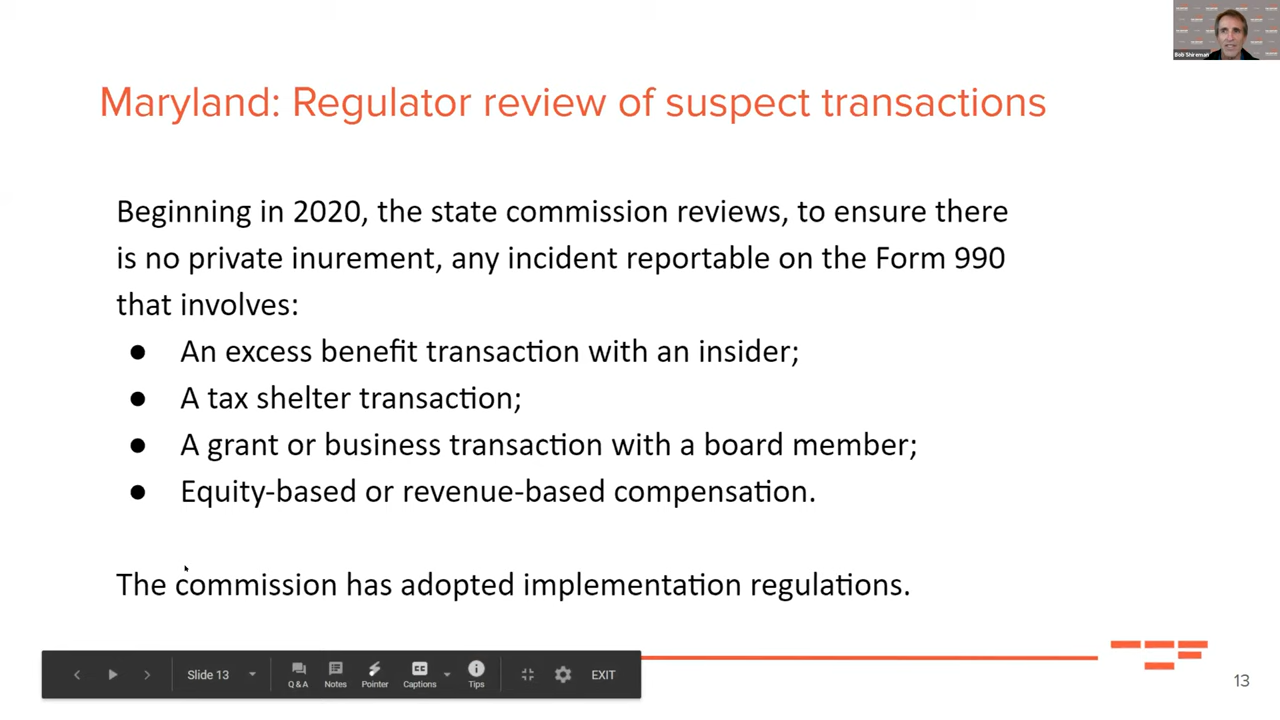 Bob Shireman
Maryland: Regulator review of suspect transactions
Beginning in 2020, the state commission reviews, to ensure there
is no private inurement, any incident reportable on the Form 990
that involves:
● An excess benefit transaction with an insider;
● A tax shelter transaction;
● A grant or business transaction with a board member;
● Equity-based or revenue-based compensation.
The commission has adopted implementation regulations.
Slide 13
Q & A
Notes
Pointer
CC
Captions
Tips
EXIT
13